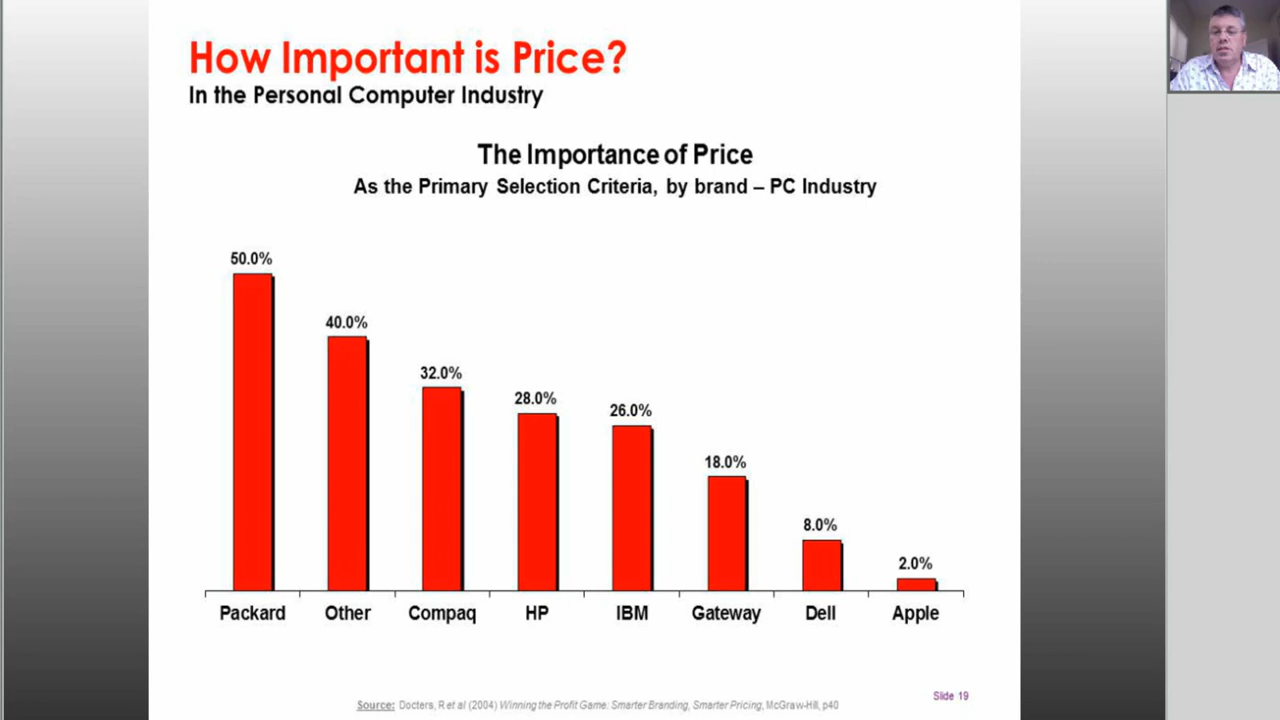 How Important is Price?
In the Personal Computer Industry
The Importance of Price
As the Primary Selection Criteria, by brand – PC Industry
50.0%
40.0%
32.0%
28.0%
26.0%
18.0%
8.0%
2.0%
Packard Other Compaq HP IBM Gateway Dell Apple
Slide 19
Source: Docters, R et al (2004) Winning the Profit Game: Smarter Branding, Smarter Pricing, McGraw-Hill, p40